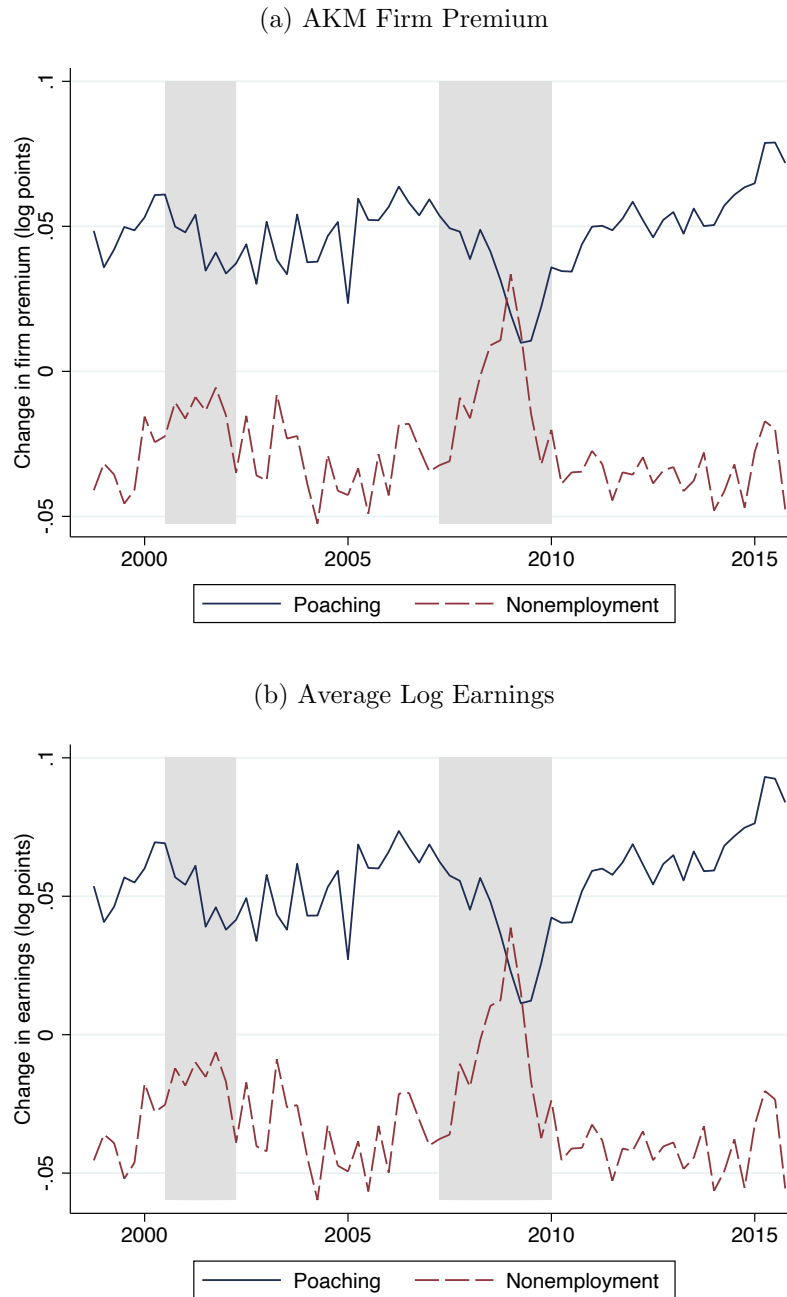 (a) AKM Firm Premium
Change in firm premium (log points)
.1
.05
0
-.05
2000 2005 2010 2015
Poaching Nonemployment
(b) Average Log Earnings
Change in earnings (log points)
.1
.05
0
-.05
2000 2005 2010 2015
Poaching Nonemployment